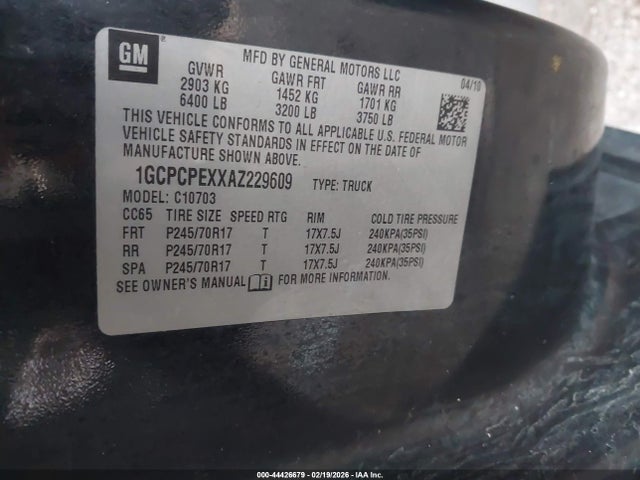 GM
MFD BY GENERAL MOTORS LLC
04/10
GVWR GAWR FRT GAWR RR
2903 KG 1452 KG 1701 KG
6400 LB 3200 LB 3750 LB
THIS VEHICLE CONFORMS TO ALL APPLICABLE U.S. FEDERAL MOTOR
VEHICLE SAFETY STANDARDS IN EFFECT ON THE DATE OF
MANUFACTURE SHOWN ABOVE.
1GCPCPEXXAZ229609 TYPE: TRUCK
MODEL: C10703
CC65 TIRE SIZE SPEED RTG RIM COLD TIRE PRESSURE
FRT P245/70R17 T 17X7.5J 240KPA(35PSI)
RR P245/70R17 T 17X7.5J 240KPA(35PSI)
SPA P245/70R17 T 17X7.5J 240KPA(35PSI)
SEE OWNER'S MANUAL FOR MORE INFORMATION.
000-44426679 - 02/19/2026 - IAA Inc.